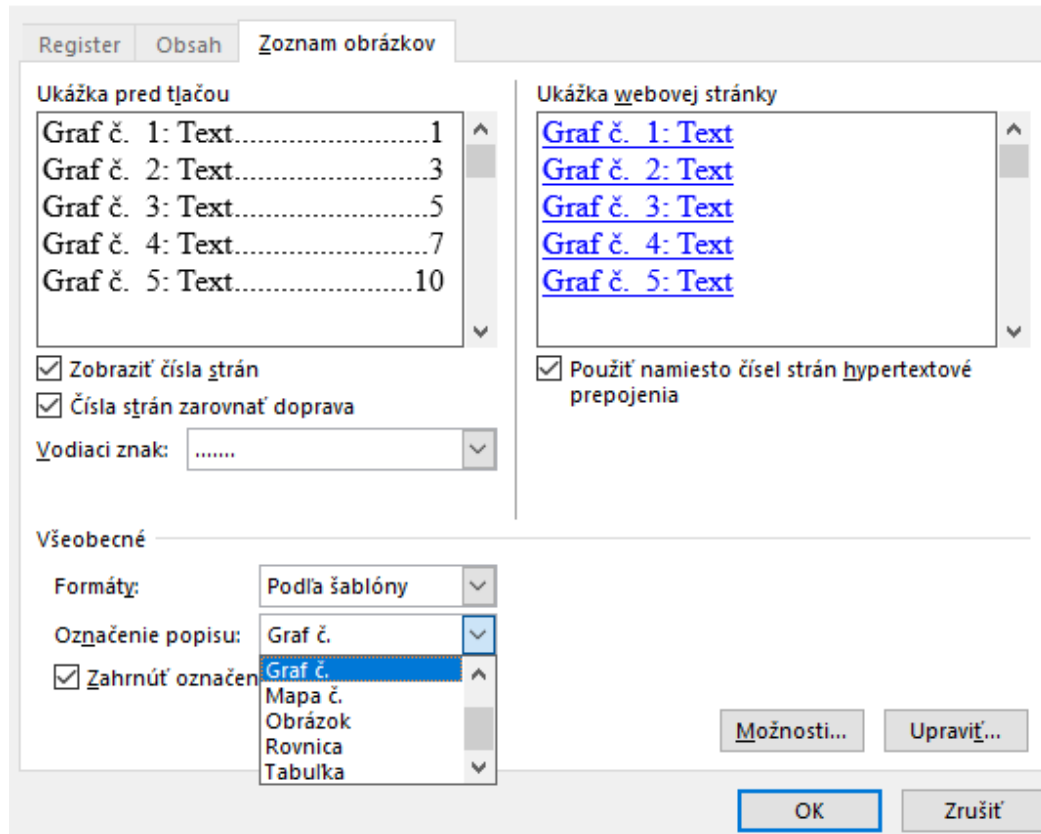 Register Obsah Zoznam obrázkov
Ukážka pred tlačou
Graf č.  1: Text..........................1
Graf č.  2: Text..........................3
Graf č.  3: Text..........................5
Graf č.  4: Text..........................7
Graf č.  5: Text........................10
Zobraziť čísla strán
Čísla strán zarovnať doprava
Vodiaci znak: .......
Ukážka webovej stránky
Graf č.  1: Text
Graf č.  2: Text
Graf č.  3: Text
Graf č.  4: Text
Graf č.  5: Text
Použiť namiesto čísel strán hypertextové
prepojenia
Všeobecné
Formáty: Podľa šablóny
Označenie popisu: Graf č.
Zahrnúť označen
Graf č.
Mapa č.
Obrázok
Rovnica
Tabuľka
Možnosti... Upraviť...
OK Zrušiť